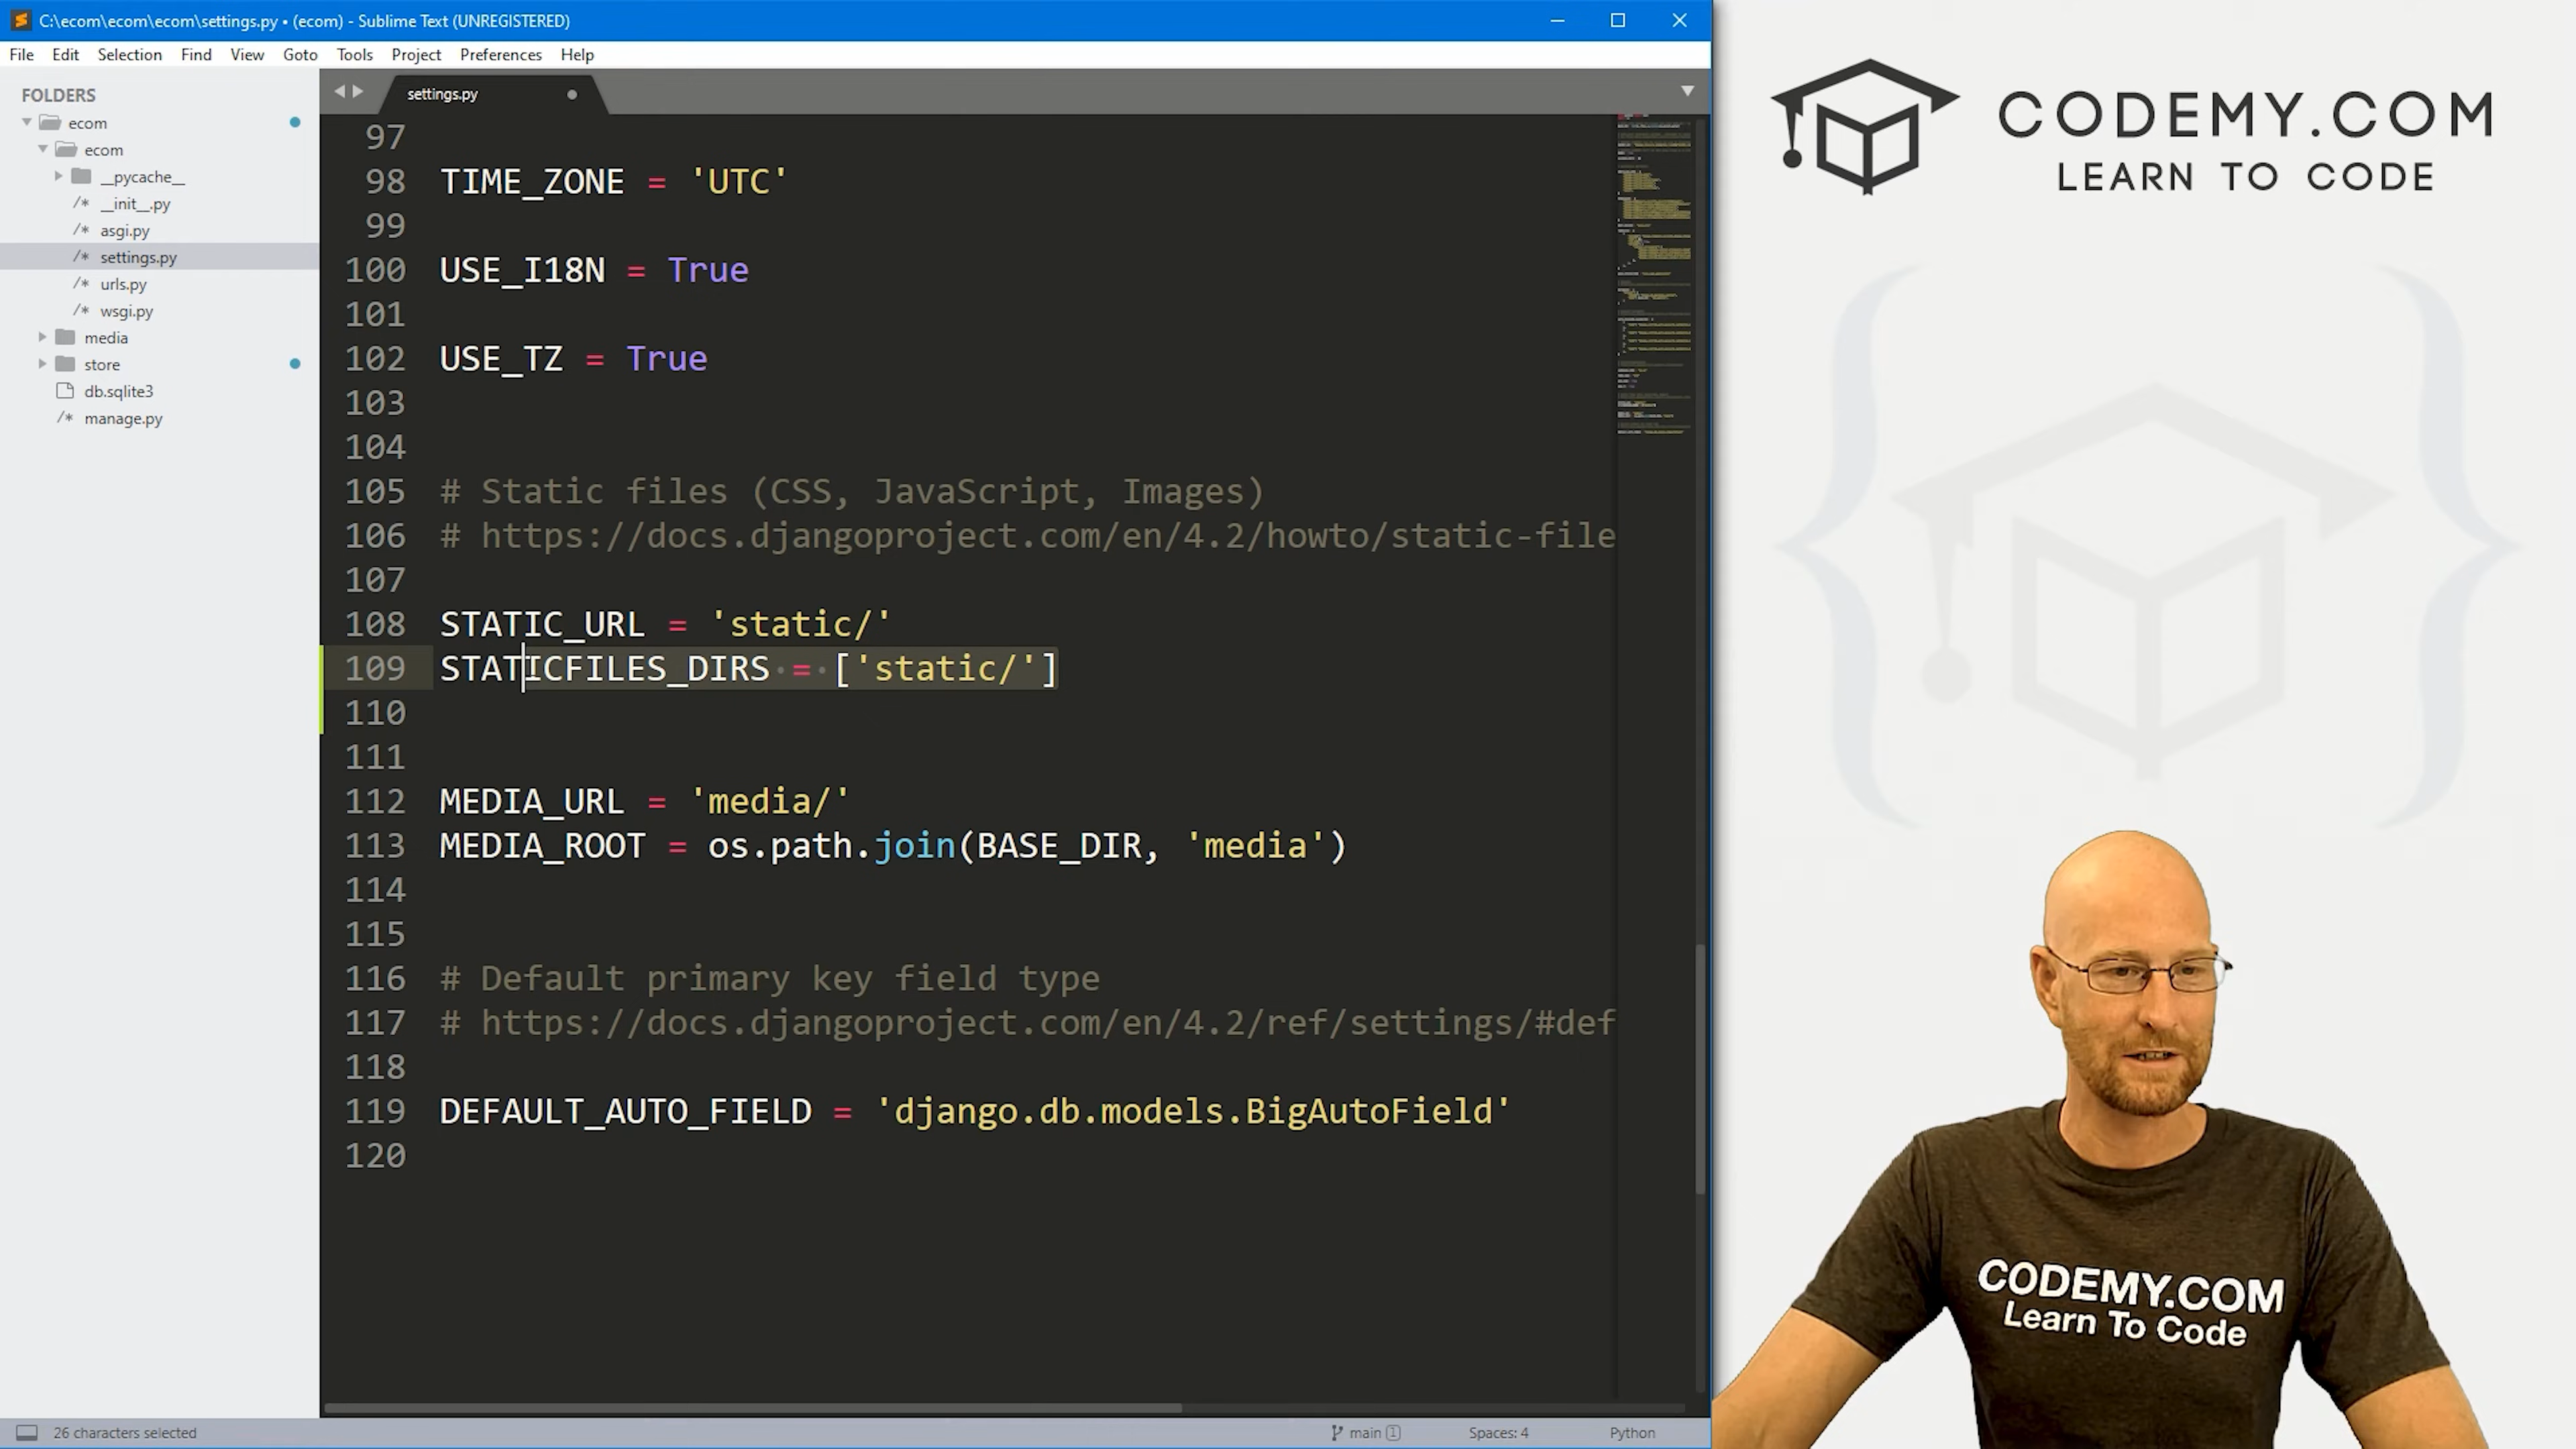 C:\ecom\ecom\ecom\settings.py • (ecom) - Sublime Text (UNREGISTERED)
File Edit Selection Find View Goto Tools Project Preferences Help
FOLDERS
ecom
ecom
__pycache__
/* __init__.py
/* asgi.py
/* settings.py
/* urls.py
/* wsgi.py
media
store
db.sqlite3
/* manage.py
settings.py
97
98 TIME_ZONE = 'UTC'
99
100 USE_I18N = True
101
102 USE_TZ = True
103
104
105 # Static files (CSS, JavaScript, Images)
106 # https://docs.djangoproject.com/en/4.2/howto/static-file
107
108 STATIC_URL = 'static/'
109 STATICFILES_DIRS = ['static/']
110
111
112 MEDIA_URL = 'media/'
113 MEDIA_ROOT = os.path.join(BASE_DIR, 'media')
114
115
116 # Default primary key field type
117 # https://docs.djangoproject.com/en/4.2/ref/settings/#def
118
119 DEFAULT_AUTO_FIELD = 'django.db.models.BigAutoField'
120
26 characters selected
main 1
Spaces: 4
Python
CODEMY.COM
LEARN TO CODE
CODEMY.COM
Learn To Code